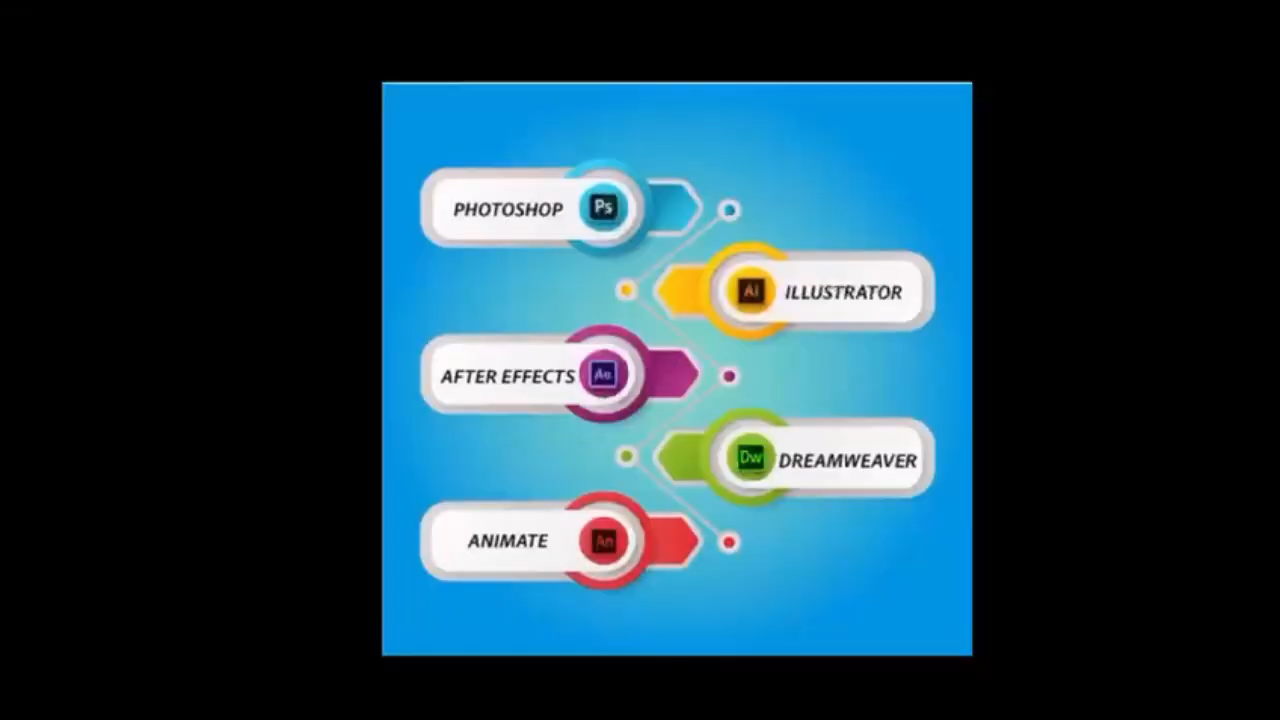 PHOTOSHOP Ps
Ai ILLUSTRATOR
AFTER EFFECTS Ae
Dw DREAMWEAVER
ANIMATE An